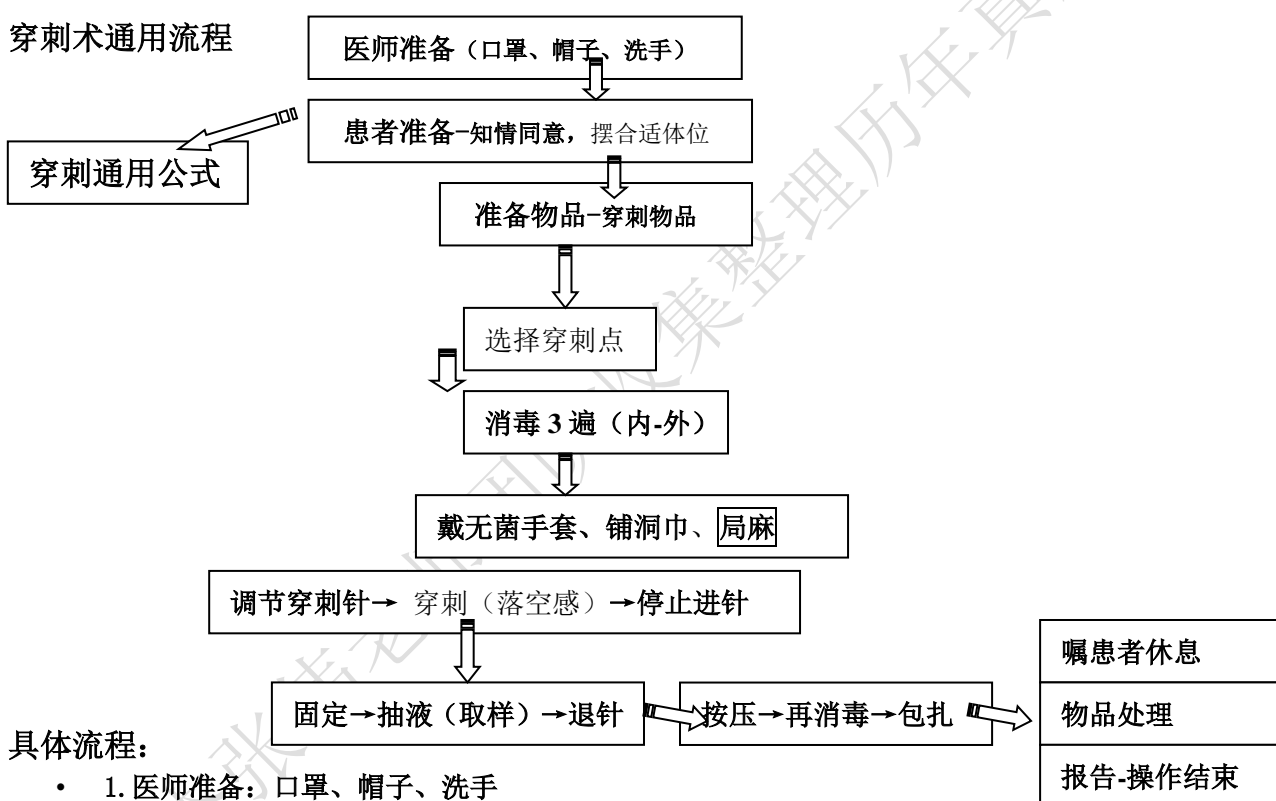 穿刺术通用流程
医师准备（口罩、帽子、洗手）
患者准备-知情同意，摆合适体位
穿刺通用公式
准备物品-穿刺物品
选择穿刺点
消毒 3 遍（内-外）
戴无菌手套、铺洞巾、局麻
调节穿刺针→ 穿刺（落空感）→停止进针
固定→抽液（取样）→退针
按压→再消毒→包扎
嘱患者休息
物品处理
报告-操作结束
具体流程：
• 1.医师准备：口罩、帽子、洗手